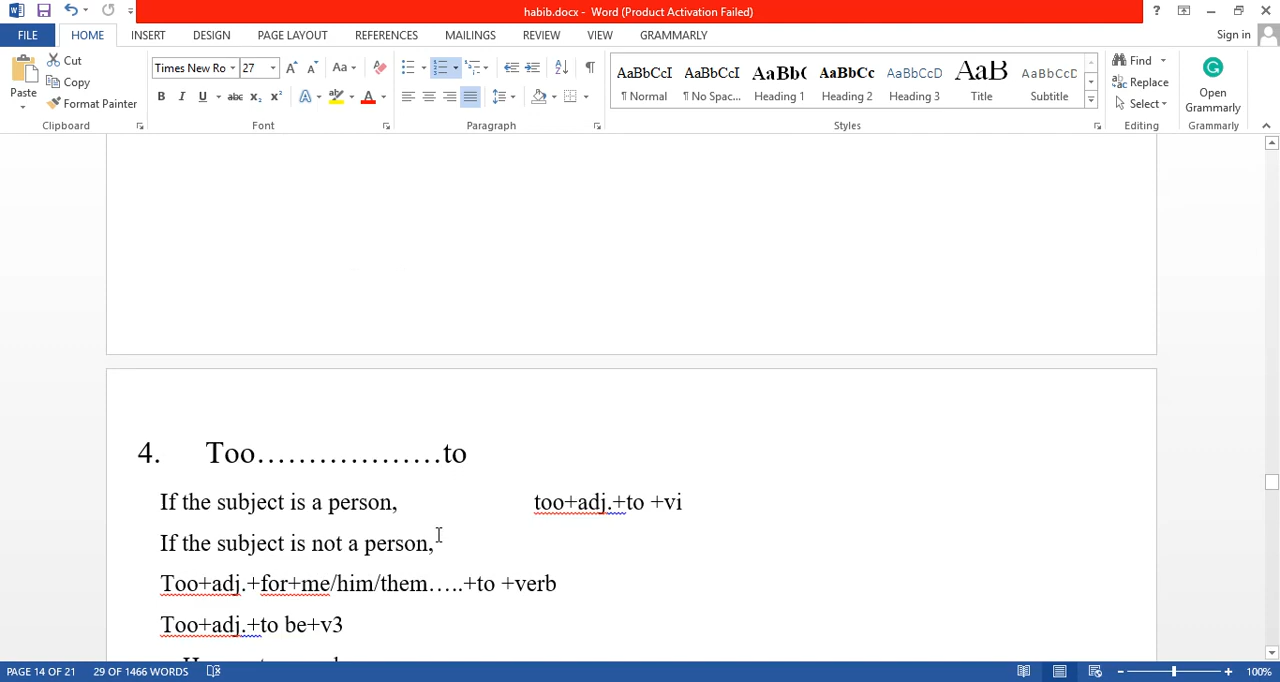 habib.docx - Word (Product Activation Failed)
FILE HOME INSERT DESIGN PAGE LAYOUT REFERENCES MAILINGS REVIEW VIEW GRAMMARLY Sign in
Paste Cut Copy Format Painter
Times New Ro 27
AaBbCcI AaBbCcI AaBb( AaBbCc AaBbCcD AaB AaBbCcD
¶ Normal ¶ No Spac... Heading 1 Heading 2 Heading 3 Title Subtitle
Find Replace Select
Open Grammarly
Clipboard Font Paragraph Styles Editing Grammarly
4. Too………………to
If the subject is a person, too+adj.+to +vi
If the subject is not a person,
Too+adj.+for+me/him/them…..+to +verb
Too+adj.+to be+v3
PAGE 14 OF 21 29 OF 1466 WORDS 100%